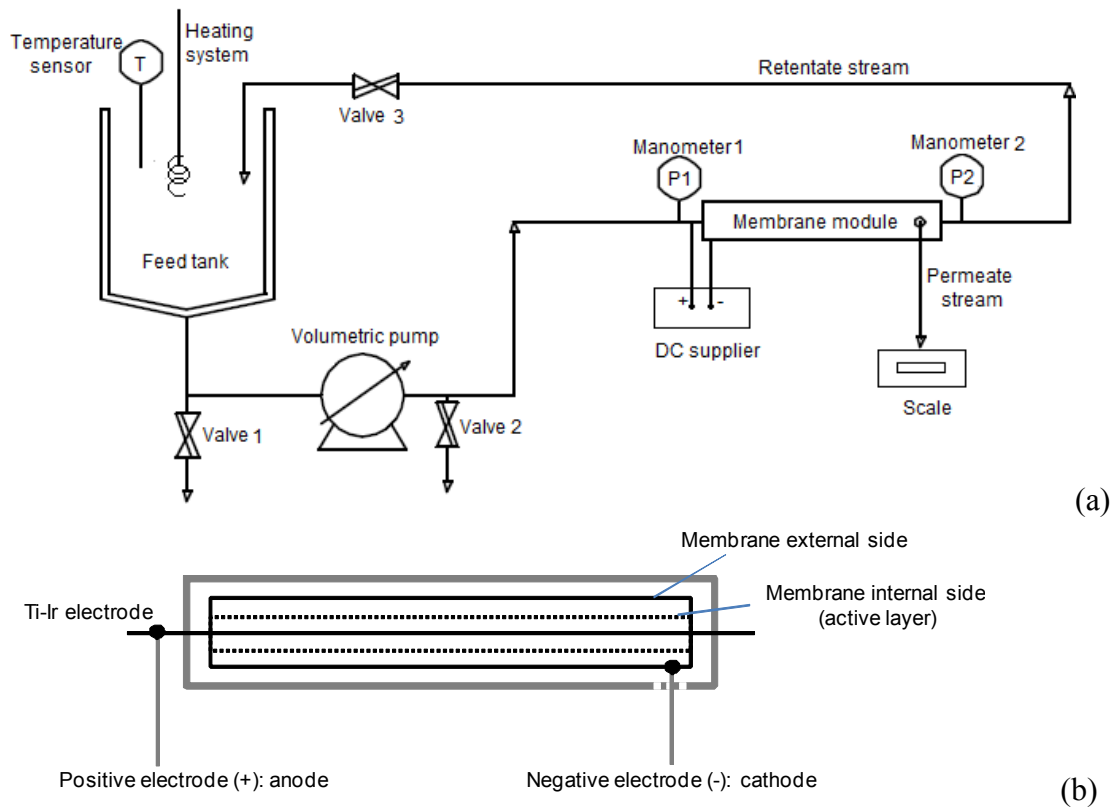 Temperature
sensor
T
Heating
system
Retentate stream
Valve 3
Manometer 1
P1
Manometer 2
P2
Membrane module
Feed tank
Permeate
stream
+ -
DC supplier
Volumetric pump
Scale
Valve 1
Valve 2
(a)
Membrane external side
Ti-Ir electrode
Membrane internal side
(active layer)
Positive electrode (+): anode
Negative electrode (-): cathode
(b)